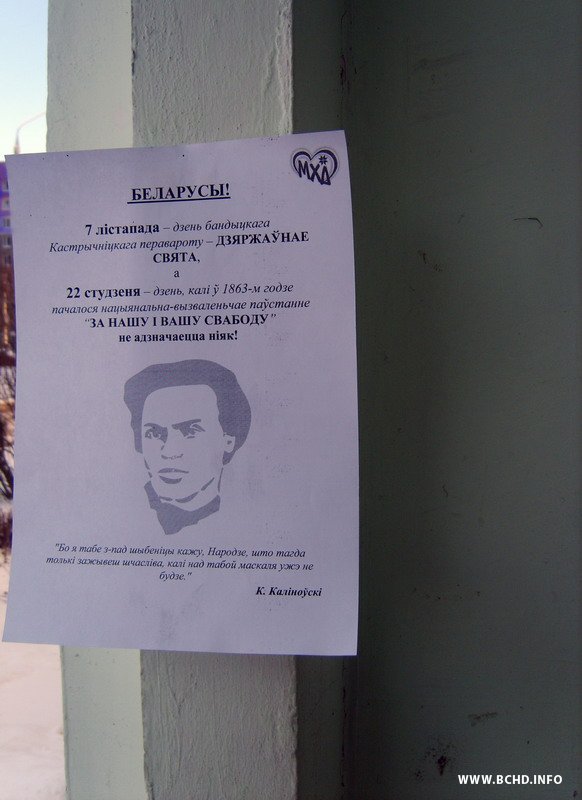 МХД
БЕЛАРУСЫ!
7 лістапада – дзень бандыцкага
Кастрычніцкага перавароту – ДЗЯРЖАЎНАЕ
СВЯТА,
а
22 студзеня – дзень, калі ў 1863-м годзе
пачалося нацыянальна-вызваленчае паўстанне
"ЗА НАШУ І ВАШУ СВАБОДУ"
не адзначаецца ніяк!
"Бо я табе з-пад шыбеніцы кажу, Народзе, што тагда
толькі зажывеш шчасліва, калі над табой маскаля ужэ не
будзе."
К. Каліноўскі
WWW.BCHD.INFO